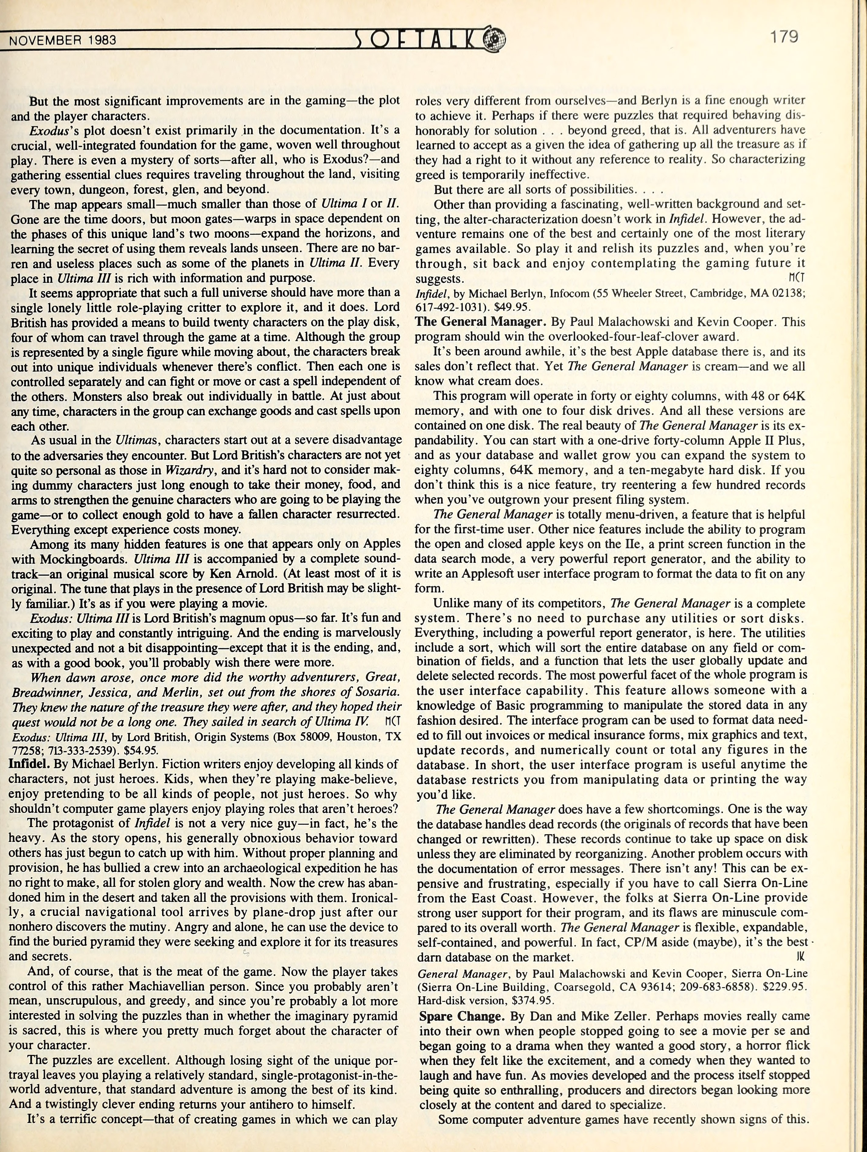 NOVEMBER 1983
SOFTALK
179
But the most significant improvements are in the gaming—the plot
and the player characters.
Exodus's plot doesn't exist primarily in the documentation. It's a
crucial, well-integrated foundation for the game, woven well throughout
play. There is even a mystery of sorts—after all, who is Exodus?—and
gathering essential clues requires traveling throughout the land, visiting
every town, dungeon, forest, glen, and beyond.
The map appears small—much smaller than those of Ultima I or II.
Gone are the time doors, but moon gates—warps in space dependent on
the phases of this unique land's two moons—expand the horizons, and
learning the secret of using them reveals lands unseen. There are no bar-
ren and useless places such as some of the planets in Ultima II. Every
place in Ultima III is rich with information and purpose.
It seems appropriate that such a full universe should have more than a
single lonely little role-playing critter to explore it, and it does. Lord
British has provided a means to build twenty characters on the play disk,
four of whom can travel through the game at a time. Although the group
is represented by a single figure while moving about, the characters break
out into unique individuals whenever there's conflict. Then each one is
controlled separately and can fight or move or cast a spell independent of
the others. Monsters also break out individually in battle. At just about
any time, characters in the group can exchange goods and cast spells upon
each other.
As usual in the Ultimas, characters start out at a severe disadvantage
to the adversaries they encounter. But Lord British's characters are not yet
quite so personal as those in Wizardry, and it's hard not to consider mak-
ing dummy characters just long enough to take their money, food, and
arms to strengthen the genuine characters who are going to be playing the
game—or to collect enough gold to have a fallen character resurrected.
Everything except experience costs money.
Among its many hidden features is one that appears only on Apples
with Mockingboards. Ultima III is accompanied by a complete sound-
track—an original musical score by Ken Arnold. (At least most of it is
original. The tune that plays in the presence of Lord British may be slight-
ly familiar.) It's as if you were playing a movie.
Exodus: Ultima III is Lord British's magnum opus—so far. It's fun and
exciting to play and constantly intriguing. And the ending is marvelously
unexpected and not a bit disappointing—except that it is the ending, and,
as with a good book, you'll probably wish there were more.
When dawn arose, once more did the worthy adventurers, Great,
Breadwinner, Jessica, and Merlin, set out from the shores of Sosaria.
They knew the nature of the treasure they were after, and they hoped their
quest would not be a long one. They sailed in search of Ultima IV. MCT
Exodus: Ultima III, by Lord British, Origin Systems (Box 58009, Houston, TX
77258; 713-333-2539). $54.95.
Infidel. By Michael Berlyn. Fiction writers enjoy developing all kinds of
characters, not just heroes. Kids, when they're playing make-believe,
enjoy pretending to be all kinds of people, not just heroes. So why
shouldn't computer game players enjoy playing roles that aren't heroes?
The protagonist of Infidel is not a very nice guy—in fact, he's the
heavy. As the story opens, his generally obnoxious behavior toward
others has just begun to catch up with him. Without proper planning and
provision, he has bullied a crew into an archaeological expedition he has
no right to make, all for stolen glory and wealth. Now the crew has aban-
doned him in the desert and taken all the provisions with them. Ironical-
ly, a crucial navigational tool arrives by plane-drop just after our
nonhero discovers the mutiny. Angry and alone, he can use the device to
find the buried pyramid they were seeking and explore it for its treasures
and secrets.
And, of course, that is the meat of the game. Now the player takes
control of this rather Machiavellian person. Since you probably aren't
mean, unscrupulous, and greedy, and since you're probably a lot more
interested in solving the puzzles than in whether the imaginary pyramid
is sacred, this is where you pretty much forget about the character of
your character.
The puzzles are excellent. Although losing sight of the unique por-
trayal leaves you playing a relatively standard, single-protagonist-in-the-
world adventure, that standard adventure is among the best of its kind.
And a twistingly clever ending returns your antihero to himself.
It's a terrific concept—that of creating games in which we can play
roles very different from ourselves—and Berlyn is a fine enough writer
to achieve it. Perhaps if there were puzzles that required behaving dis-
honorably for solution . . . beyond greed, that is. All adventurers have
learned to accept as a given the idea of gathering up all the treasure as if
they had a right to it without any reference to reality. So characterizing
greed is temporarily ineffective.
But there are all sorts of possibilities. . . .
Other than providing a fascinating, well-written background and set-
ting, the alter-characterization doesn't work in Infidel. However, the ad-
venture remains one of the best and certainly one of the most literary
games available. So play it and relish its puzzles and, when you're
through, sit back and enjoy contemplating the gaming future it
suggests. MCT
Infidel, by Michael Berlyn, Infocom (55 Wheeler Street, Cambridge, MA 02138;
617-492-1031). $49.95.
The General Manager. By Paul Malachowski and Kevin Cooper. This
program should win the overlooked-four-leaf-clover award.
It's been around awhile, it's the best Apple database there is, and its
sales don't reflect that. Yet The General Manager is cream—and we all
know what cream does.
This program will operate in forty or eighty columns, with 48 or 64K
memory, and with one to four disk drives. And all these versions are
contained on one disk. The real beauty of The General Manager is its ex-
pandability. You can start with a one-drive forty-column Apple II Plus,
and as your database and wallet grow you can expand the system to
eighty columns, 64K memory, and a ten-megabyte hard disk. If you
don't think this is a nice feature, try reentering a few hundred records
when you've outgrown your present filing system.
The General Manager is totally menu-driven, a feature that is helpful
for the first-time user. Other nice features include the ability to program
the open and closed apple keys on the IIe, a print screen function in the
data search mode, a very powerful report generator, and the ability to
write an Applesoft user interface program to format the data to fit on any
form.
Unlike many of its competitors, The General Manager is a complete
system. There's no need to purchase any utilities or sort disks.
Everything, including a powerful report generator, is here. The utilities
include a sort, which will sort the entire database on any field or com-
bination of fields, and a function that lets the user globally update and
delete selected records. The most powerful facet of the whole program is
the user interface capability. This feature allows someone with a
knowledge of Basic programming to manipulate the stored data in any
fashion desired. The interface program can be used to format data need-
ed to fill out invoices or medical insurance forms, mix graphics and text,
update records, and numerically count or total any figures in the
database. In short, the user interface program is useful anytime the
database restricts you from manipulating data or printing the way
you'd like.
The General Manager does have a few shortcomings. One is the way
the database handles dead records (the originals of records that have been
changed or rewritten). These records continue to take up space on disk
unless they are eliminated by reorganizing. Another problem occurs with
the documentation of error messages. There isn't any! This can be ex-
pensive and frustrating, especially if you have to call Sierra On-Line
from the East Coast. However, the folks at Sierra On-Line provide
strong user support for their program, and its flaws are minuscule com-
pared to its overall worth. The General Manager is flexible, expandable,
self-contained, and powerful. In fact, CP/M aside (maybe), it's the best
darn database on the market.
General Manager, by Paul Malachowski and Kevin Cooper, Sierra On-Line
(Sierra On-Line Building, Coarsegold, CA 93614; 209-683-6858). $229.95.
Hard-disk version, $374.95.
Spare Change. By Dan and Mike Zeller. Perhaps movies really came
into their own when people stopped going to see a movie per se and
began going to a drama when they wanted a good story, a horror flick
when they felt like the excitement, and a comedy when they wanted to
laugh and have fun. As movies developed and the process itself stopped
being quite so enthralling, producers and directors began looking more
closely at the content and dared to specialize.
Some computer adventure games have recently shown signs of this.